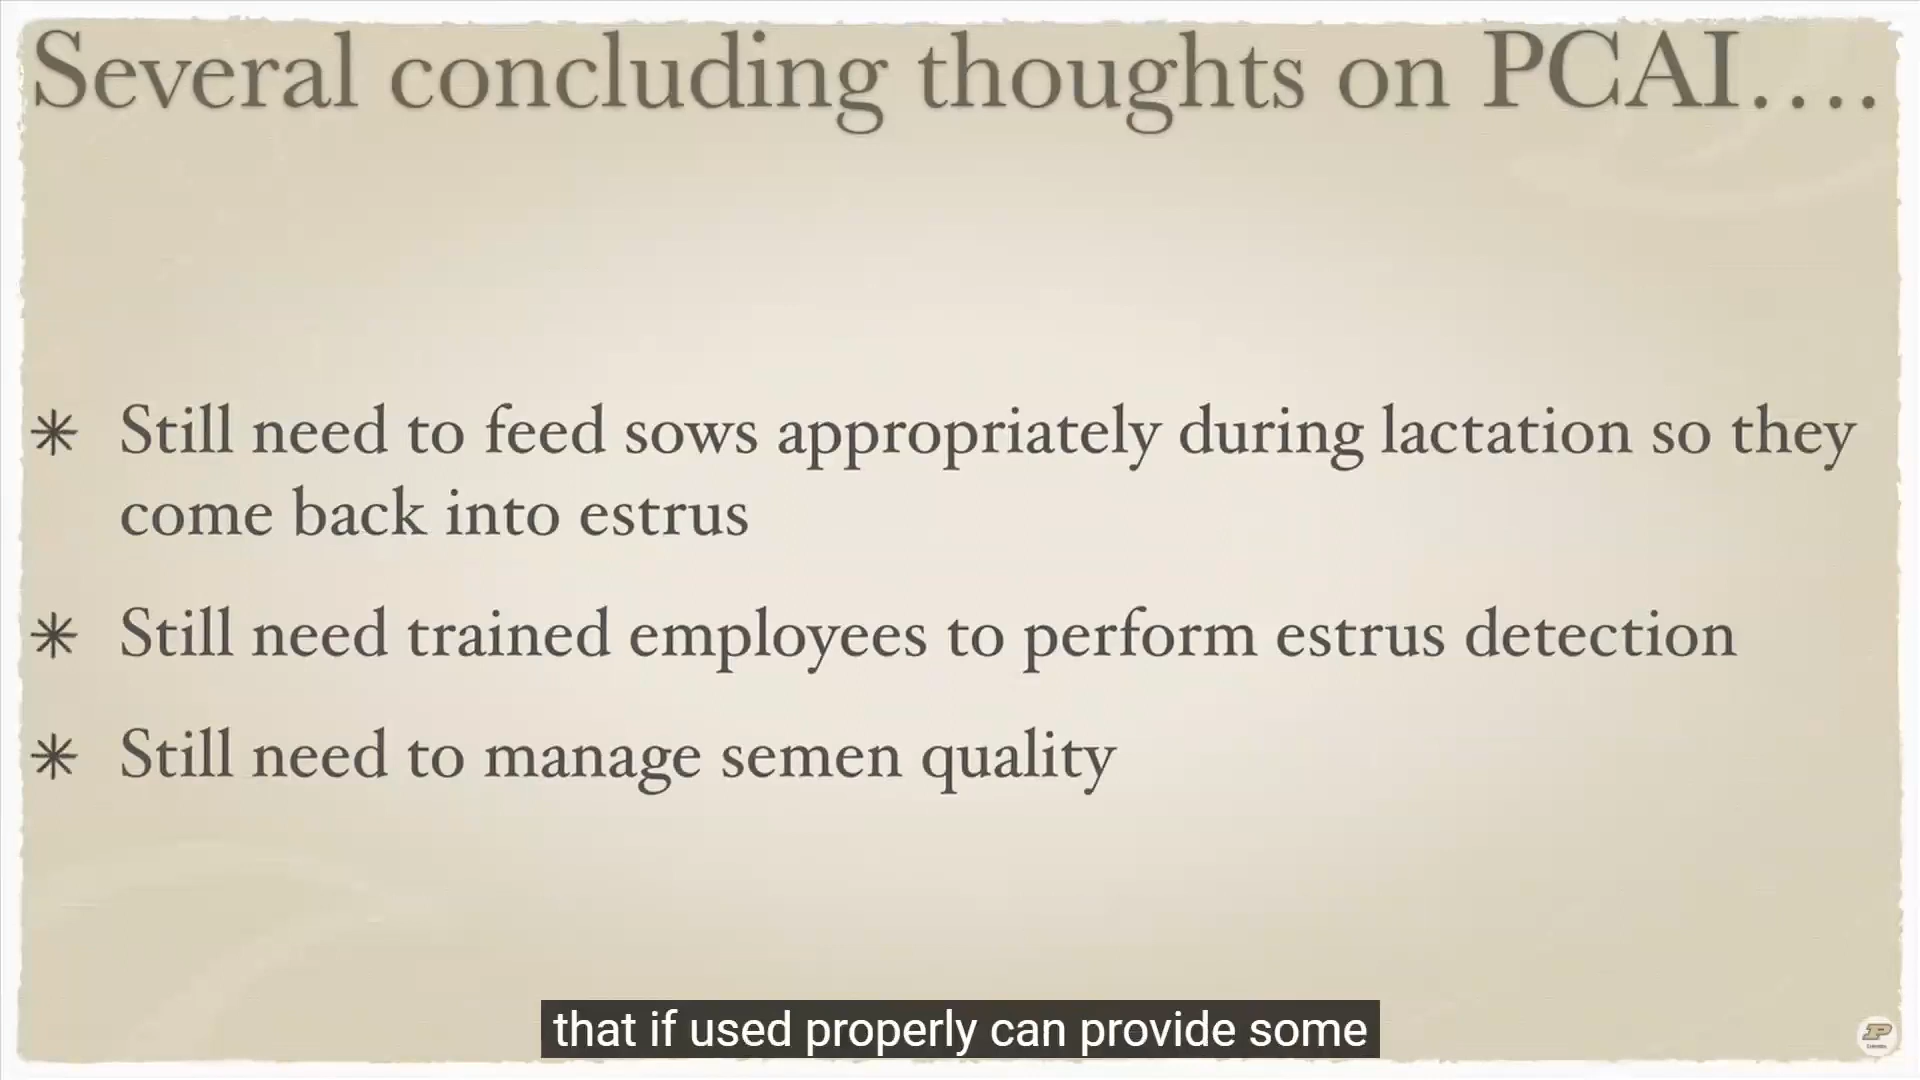 Several concluding thoughts on PCAI....
✳ Still need to feed sows appropriately during lactation so they
come back into estrus
✳ Still need trained employees to perform estrus detection
✳ Still need to manage semen quality
that if used properly can provide some
P